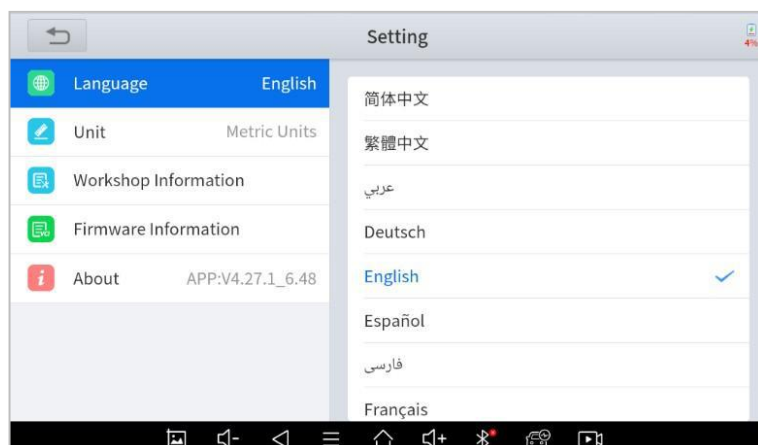 Setting
4%
Language English
Unit Metric Units
Workshop Information
Firmware Information
About APP:V4.27.1_6.48
简体中文
繁體中文
عربي
Deutsch
English
Español
فارسی
Français